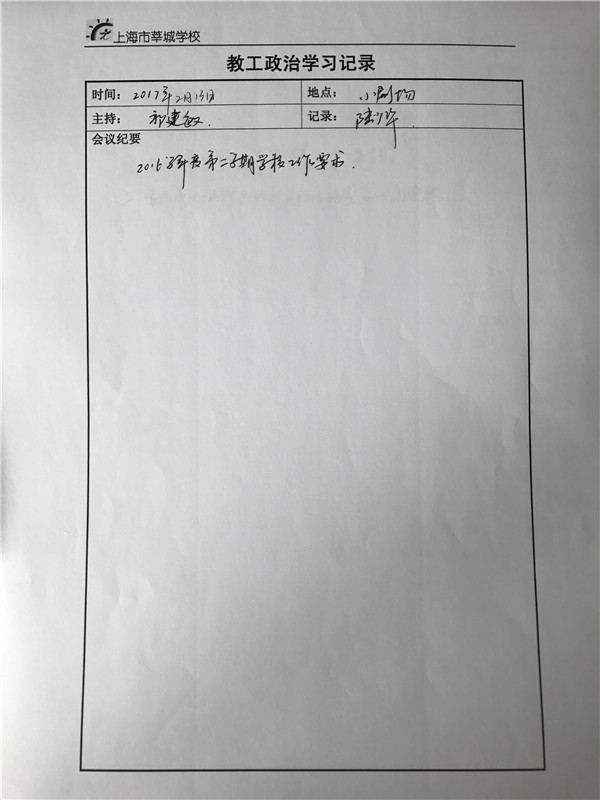 上海市莘城学校
教工政治学习记录
时间: 2017年2月13日 地点: 小剧场
主持: 祁建敏. 记录: 陆少华.
会议纪要
2016学年度第二学期学校工作要求.